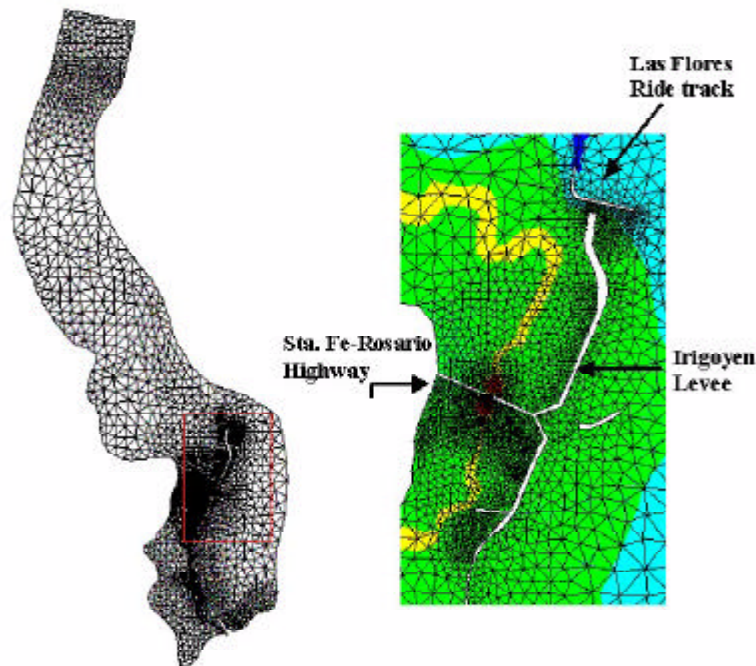 Las Flores
Ride track
Sta. Fe-Rosario
Highway
Irigoyen
Levee